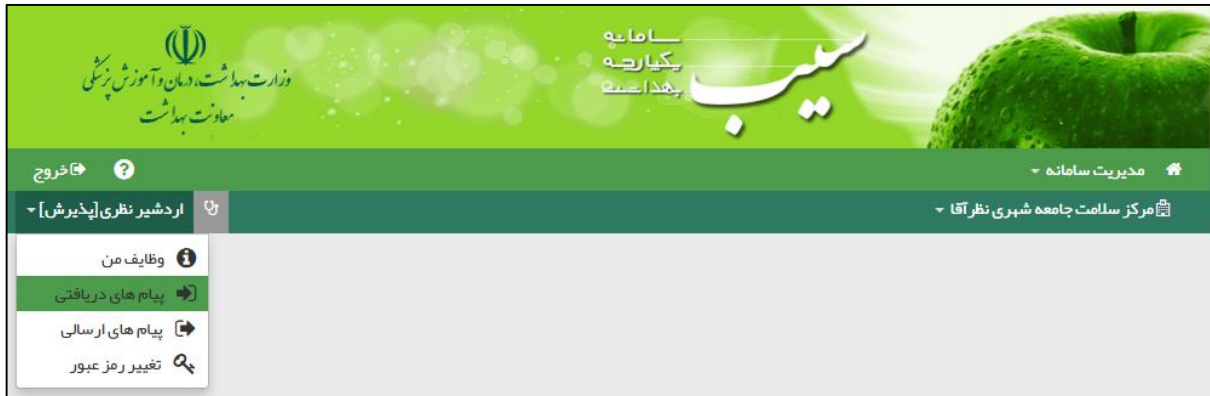 سامانه
یکپارچه
بهداشت
سیب
وزارت بهداشت، درمان و آموزش پزشکی
معاونت بهداشت
مدیریت سامانه
خروج
مرکز سلامت جامعه شهری نظرآقا
اردشیر نظری[پذیرش]
وظایف من
پیام های دریافتی
پیام های ارسالی
تغییر رمز عبور